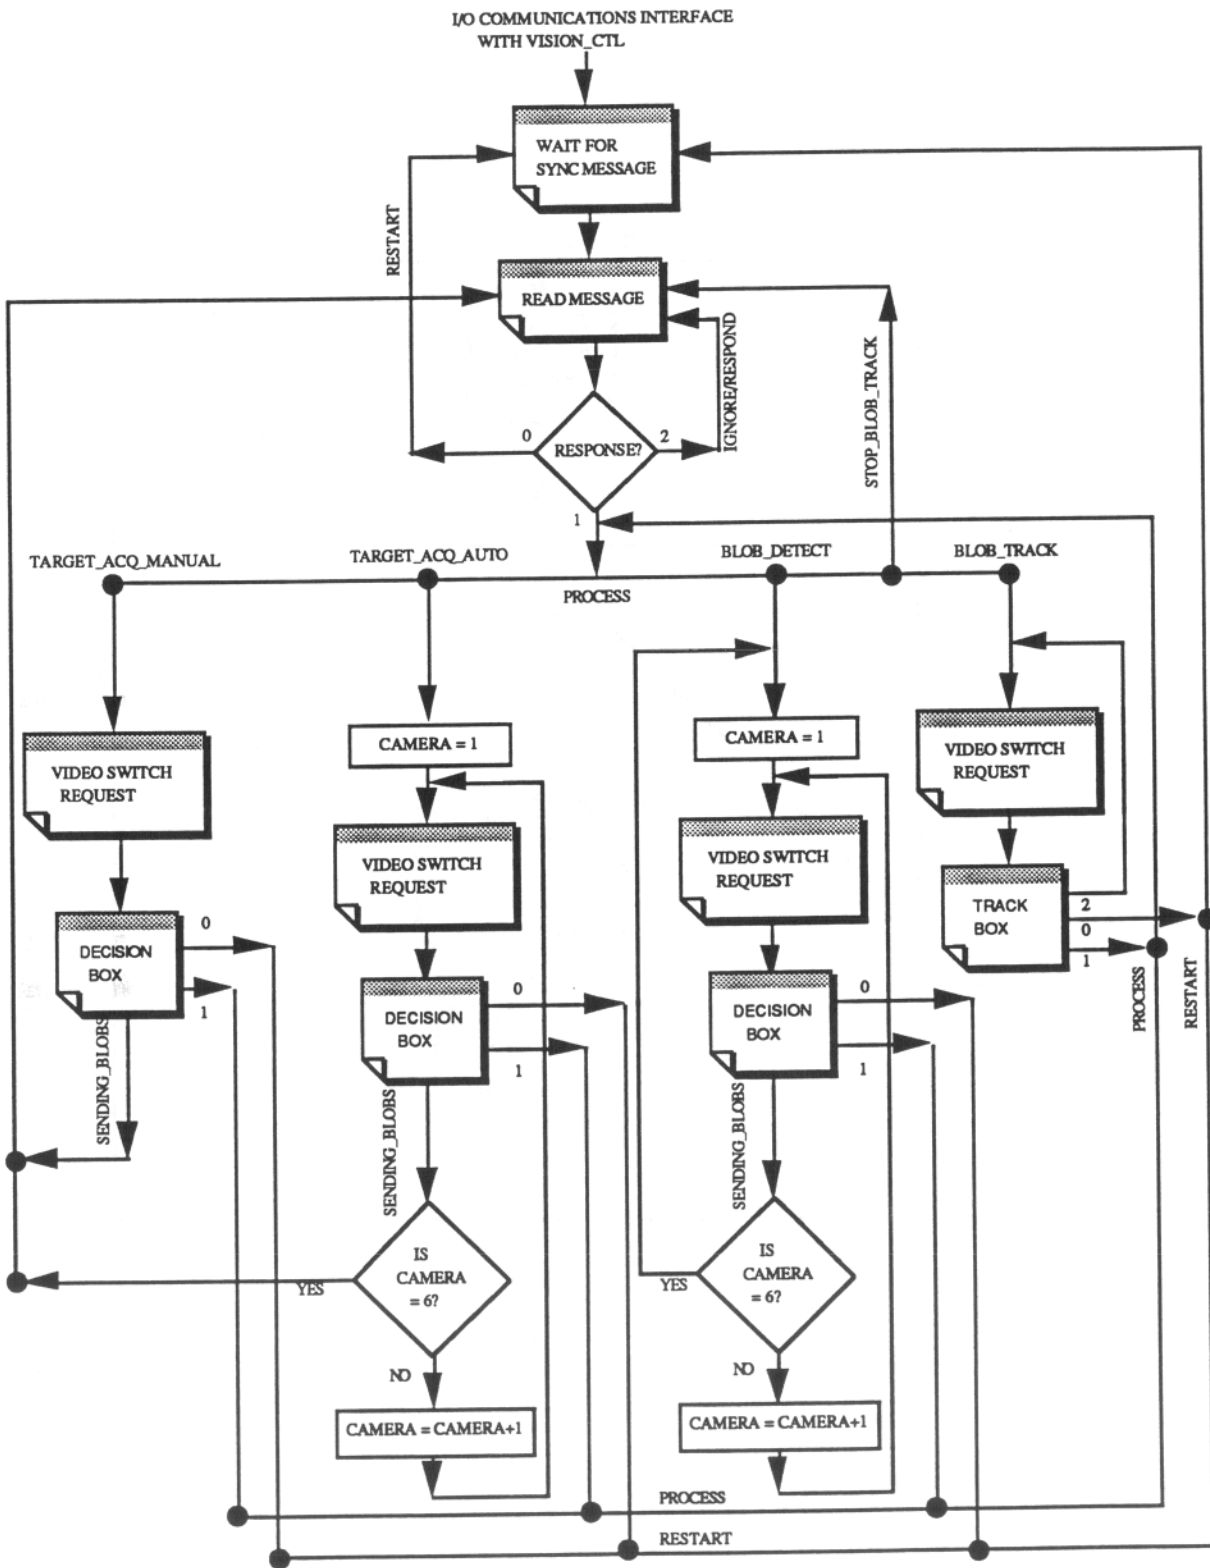 I/O COMMUNICATIONS INTERFACE
WITH VISION_CTL
WAIT FOR
SYNC MESSAGE
RESTART
READ MESSAGE
IGNORE/RESPOND
STOP_BLOB_TRACK
0
RESPONSE?
2
1
TARGET_ACQ_MANUAL
TARGET_ACQ_AUTO
BLOB_DETECT
BLOB_TRACK
PROCESS
VIDEO SWITCH
REQUEST
CAMERA = 1
CAMERA = 1
VIDEO SWITCH
REQUEST
VIDEO SWITCH
REQUEST
VIDEO SWITCH
REQUEST
TRACK
BOX
2
0
1
PROCESS
RESTART
DECISION
BOX
0
1
SENDING_BLOBS
DECISION
BOX
0
1
SENDING_BLOBS
DECISION
BOX
0
1
SENDING_BLOBS
IS
CAMERA
= 6?
YES
NO
IS
CAMERA
= 6?
YES
NO
CAMERA = CAMERA+1
CAMERA = CAMERA+1
PROCESS
RESTART